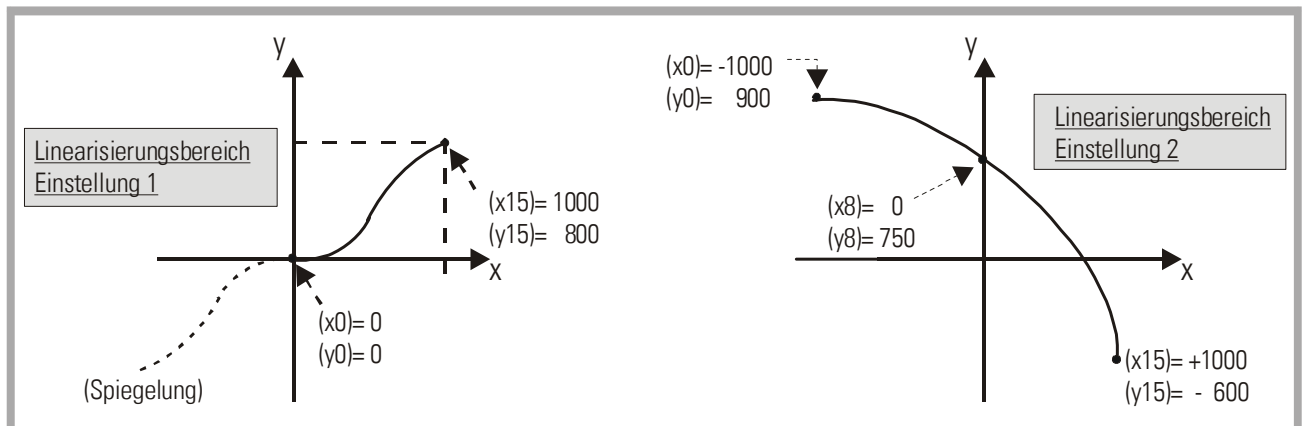 y
Linearisierungsbereich
Einstellung 1
(x15)= 1000
(y15)= 800
x
(x0)= 0
(y0)= 0
(Spiegelung)
y
(x0)= -1000
(y0)= 900
Linearisierungsbereich
Einstellung 2
(x8)= 0
(y8)= 750
x
(x15)= +1000
(y15)= - 600